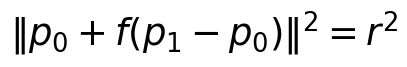 ‖p₀ + f(p₁ − p₀)‖² = r²